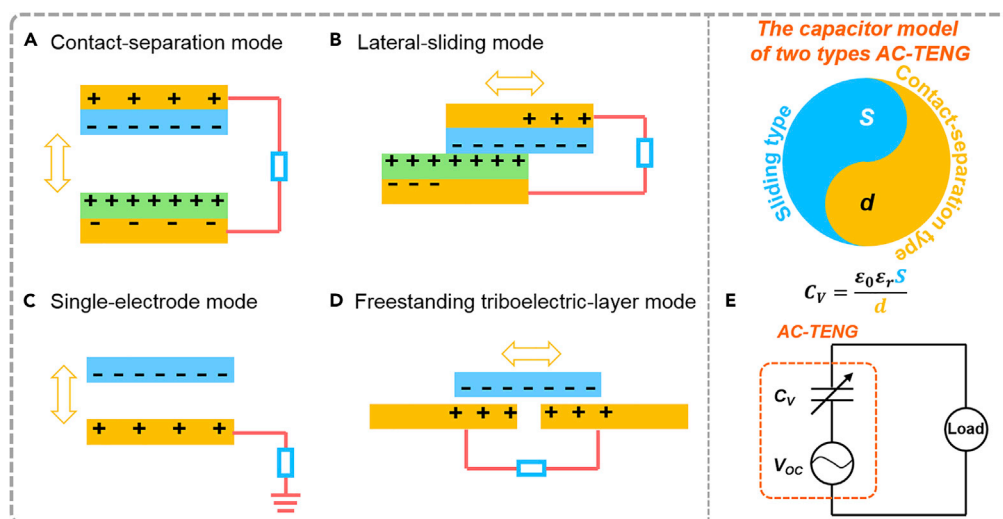 A Contact-separation mode
+ + + +
- - - - - - -
+ + + + + + +
- - - -
B Lateral-sliding mode
+ + +
- - - - - - -
+ + + + + + +
- - -
C Single-electrode mode
- - - - - - -
+ + + +
D Freestanding triboelectric-layer mode
- - - - - - -
+ + + + + +
The capacitor model
of two types AC-TENG
Sliding type
S
d
Contact-separation type
E
C_V = ε₀εᵣS / d
AC-TENG
C_V
V_OC
Load